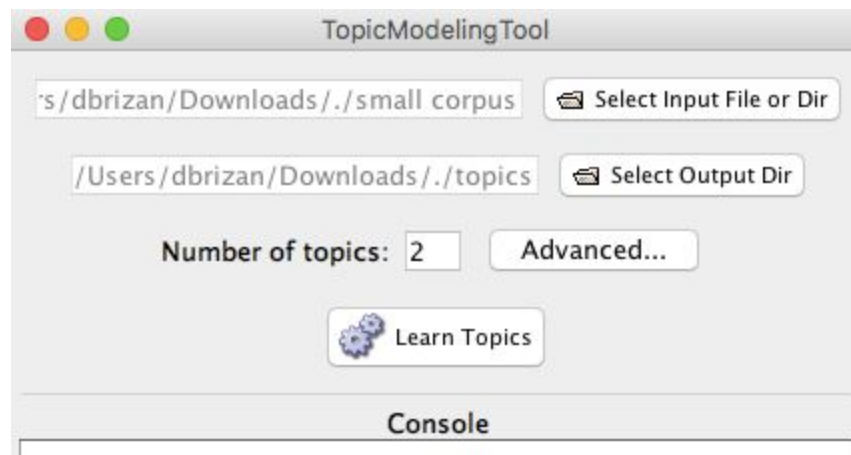 TopicModelingTool
's/dbrizan/Downloads/./small corpus Select Input File or Dir
/Users/dbrizan/Downloads/./topics Select Output Dir
Number of topics: 2 Advanced...
Learn Topics
Console